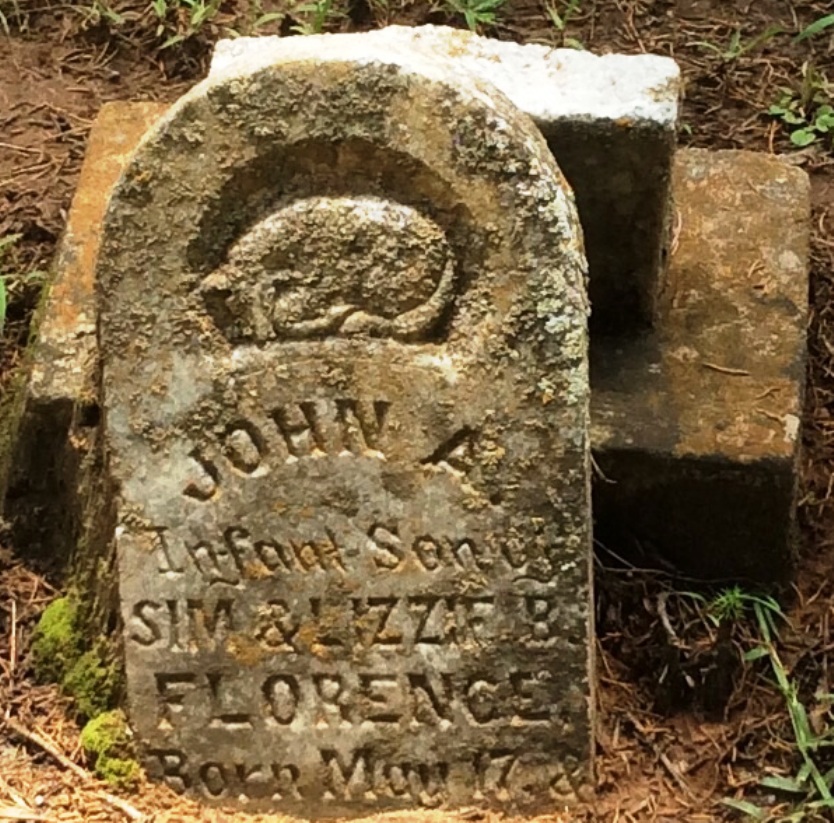 JOHN A.
Infant Son of
SIM & LIZZIE B.
FLORENCE.
Born May 17. &